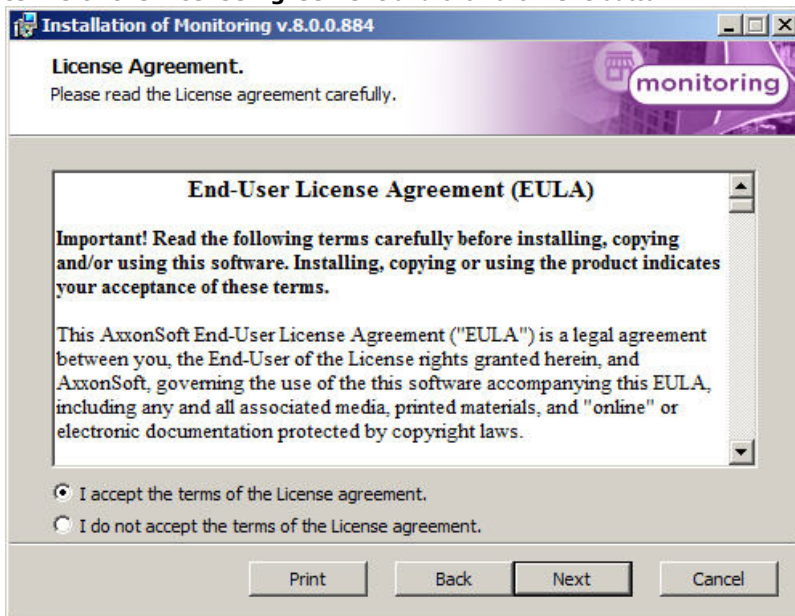 Installation of Monitoring v.8.0.0.884
License Agreement.
Please read the License agreement carefully.
monitoring
End-User License Agreement (EULA)
Important! Read the following terms carefully before installing, copying
and/or using this software. Installing, copying or using the product indicates
your acceptance of these terms.
This AxxonSoft End-User License Agreement ("EULA") is a legal agreement
between you, the End-User of the License rights granted herein, and
AxxonSoft, governing the use of the this software accompanying this EULA,
including any and all associated media, printed materials, and "online" or
electronic documentation protected by copyright laws.
I accept the terms of the License agreement.
I do not accept the terms of the License agreement.
Print Back Next Cancel